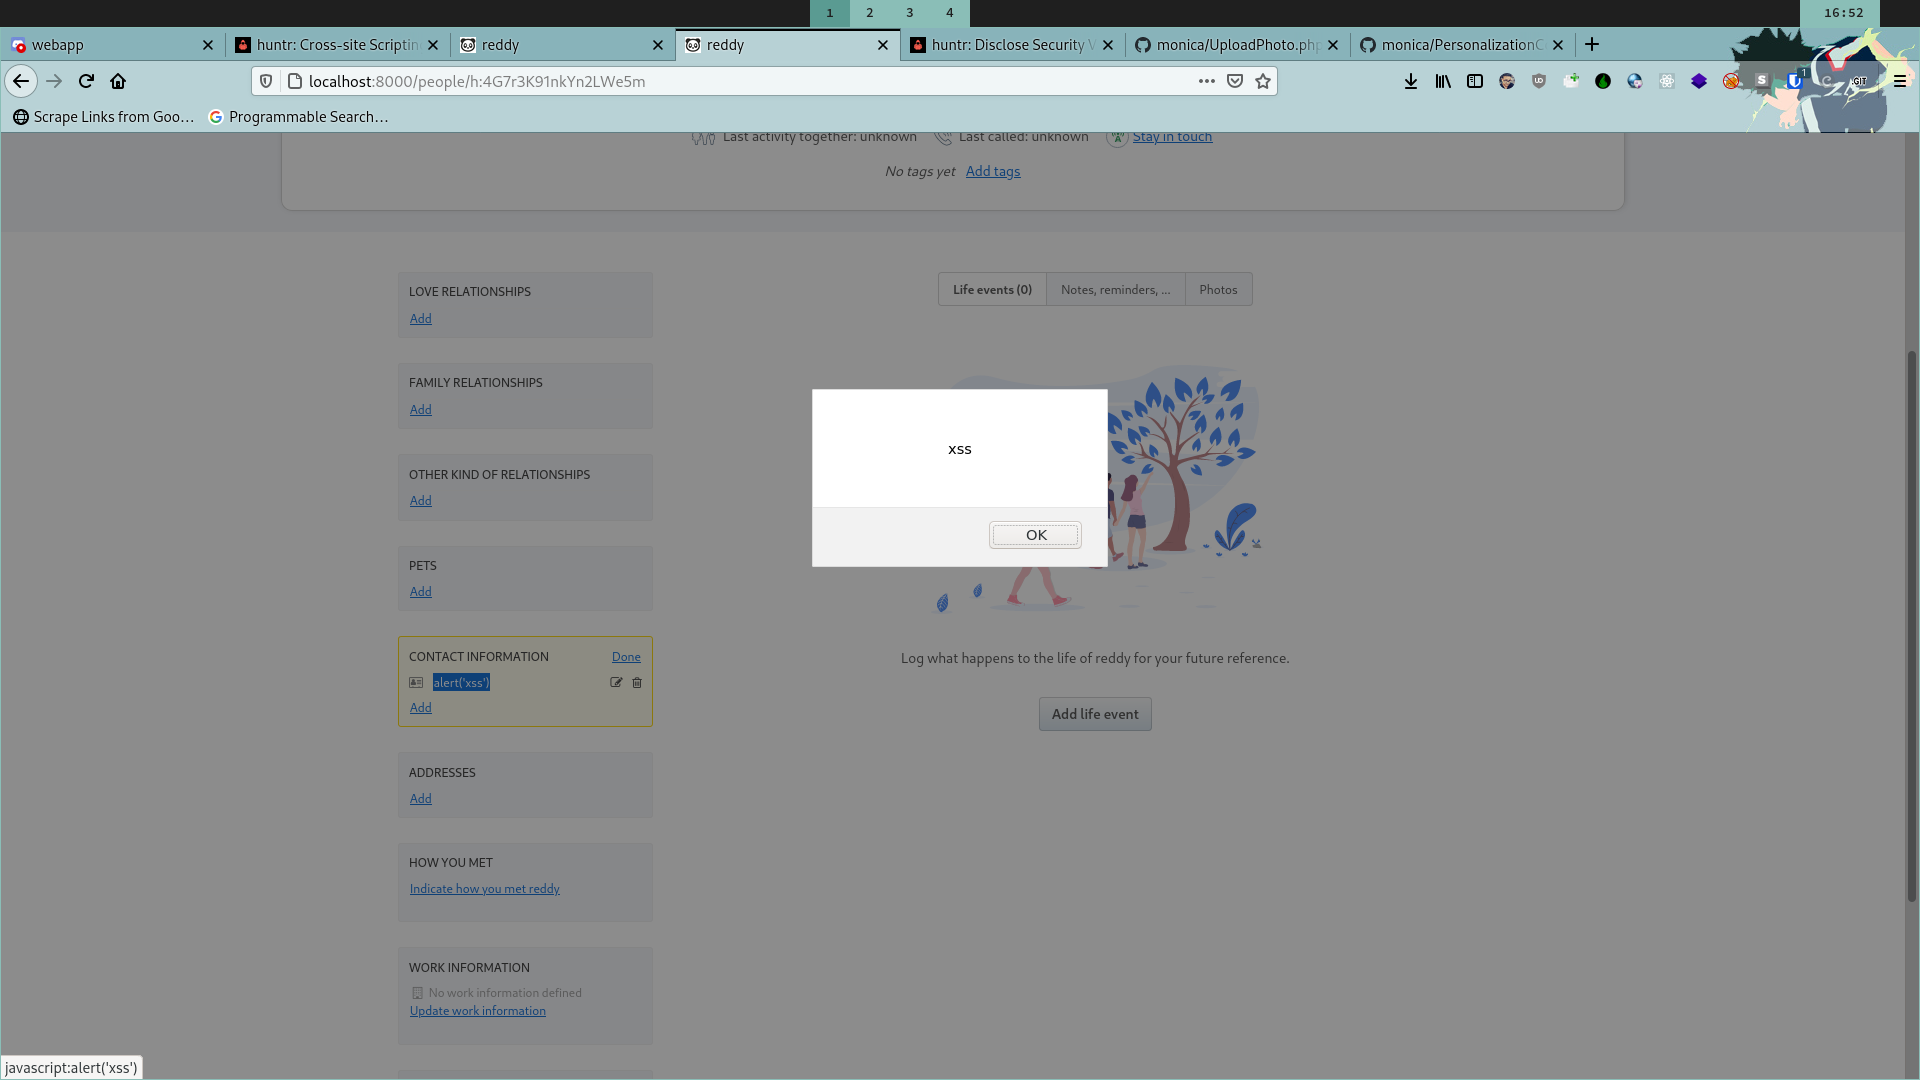 1 2 3 4
16:52
webapp
huntr: Cross-site Scriptin
reddy
reddy
huntr: Disclose Security V
monica/UploadPhoto.php
monica/PersonalizationC
localhost:8000/people/h:4G7r3K91nkYn2LWe5m
Scrape Links from Goo... Programmable Search...
Last activity together: unknown Last called: unknown Stay in touch
No tags yet Add tags
LOVE RELATIONSHIPS
Add
FAMILY RELATIONSHIPS
Add
OTHER KIND OF RELATIONSHIPS
Add
PETS
Add
CONTACT INFORMATION Done
alert('xss')
Add
ADDRESSES
Add
HOW YOU MET
Indicate how you met reddy
WORK INFORMATION
No work information defined
Update work information
Life events (0) Notes, reminders, ... Photos
xss
OK
Log what happens to the life of reddy for your future reference.
Add life event
javascript:alert('xss')